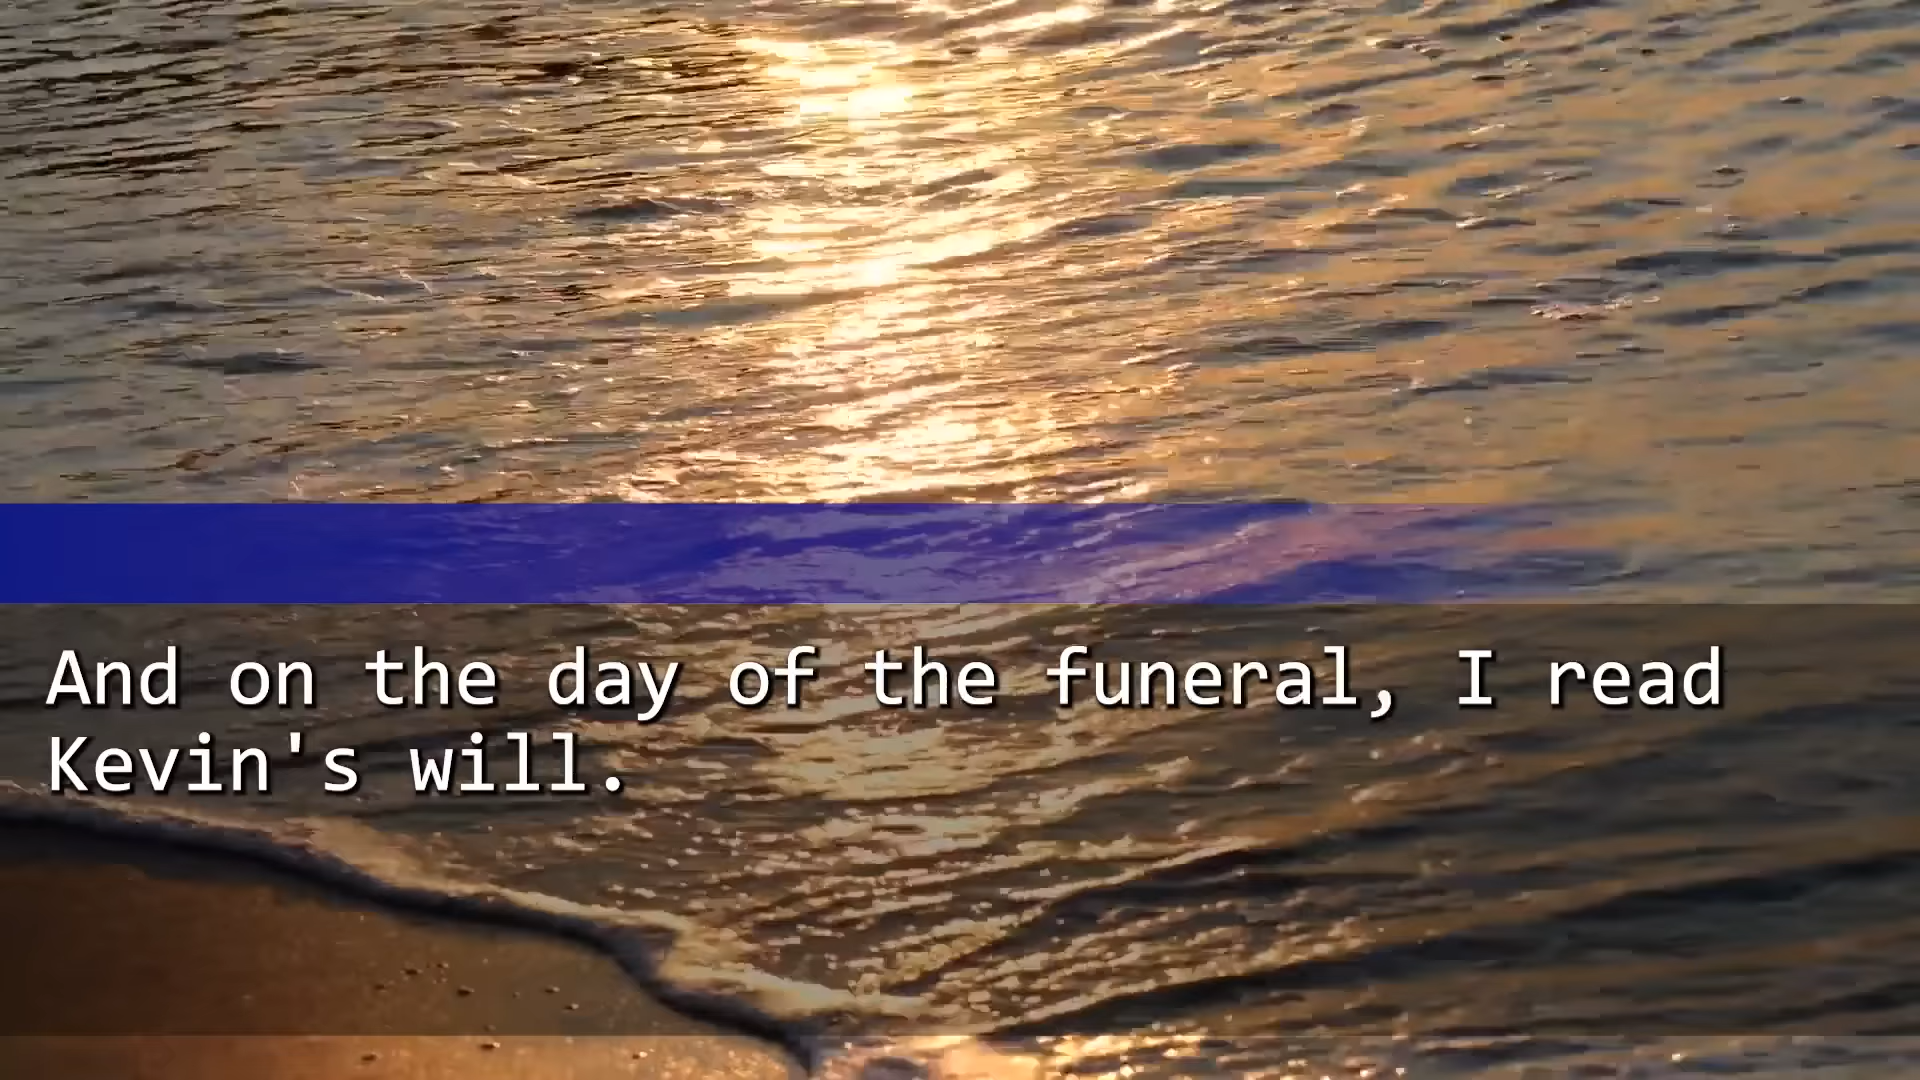 And on the day of the funeral, I read
Kevin's will.